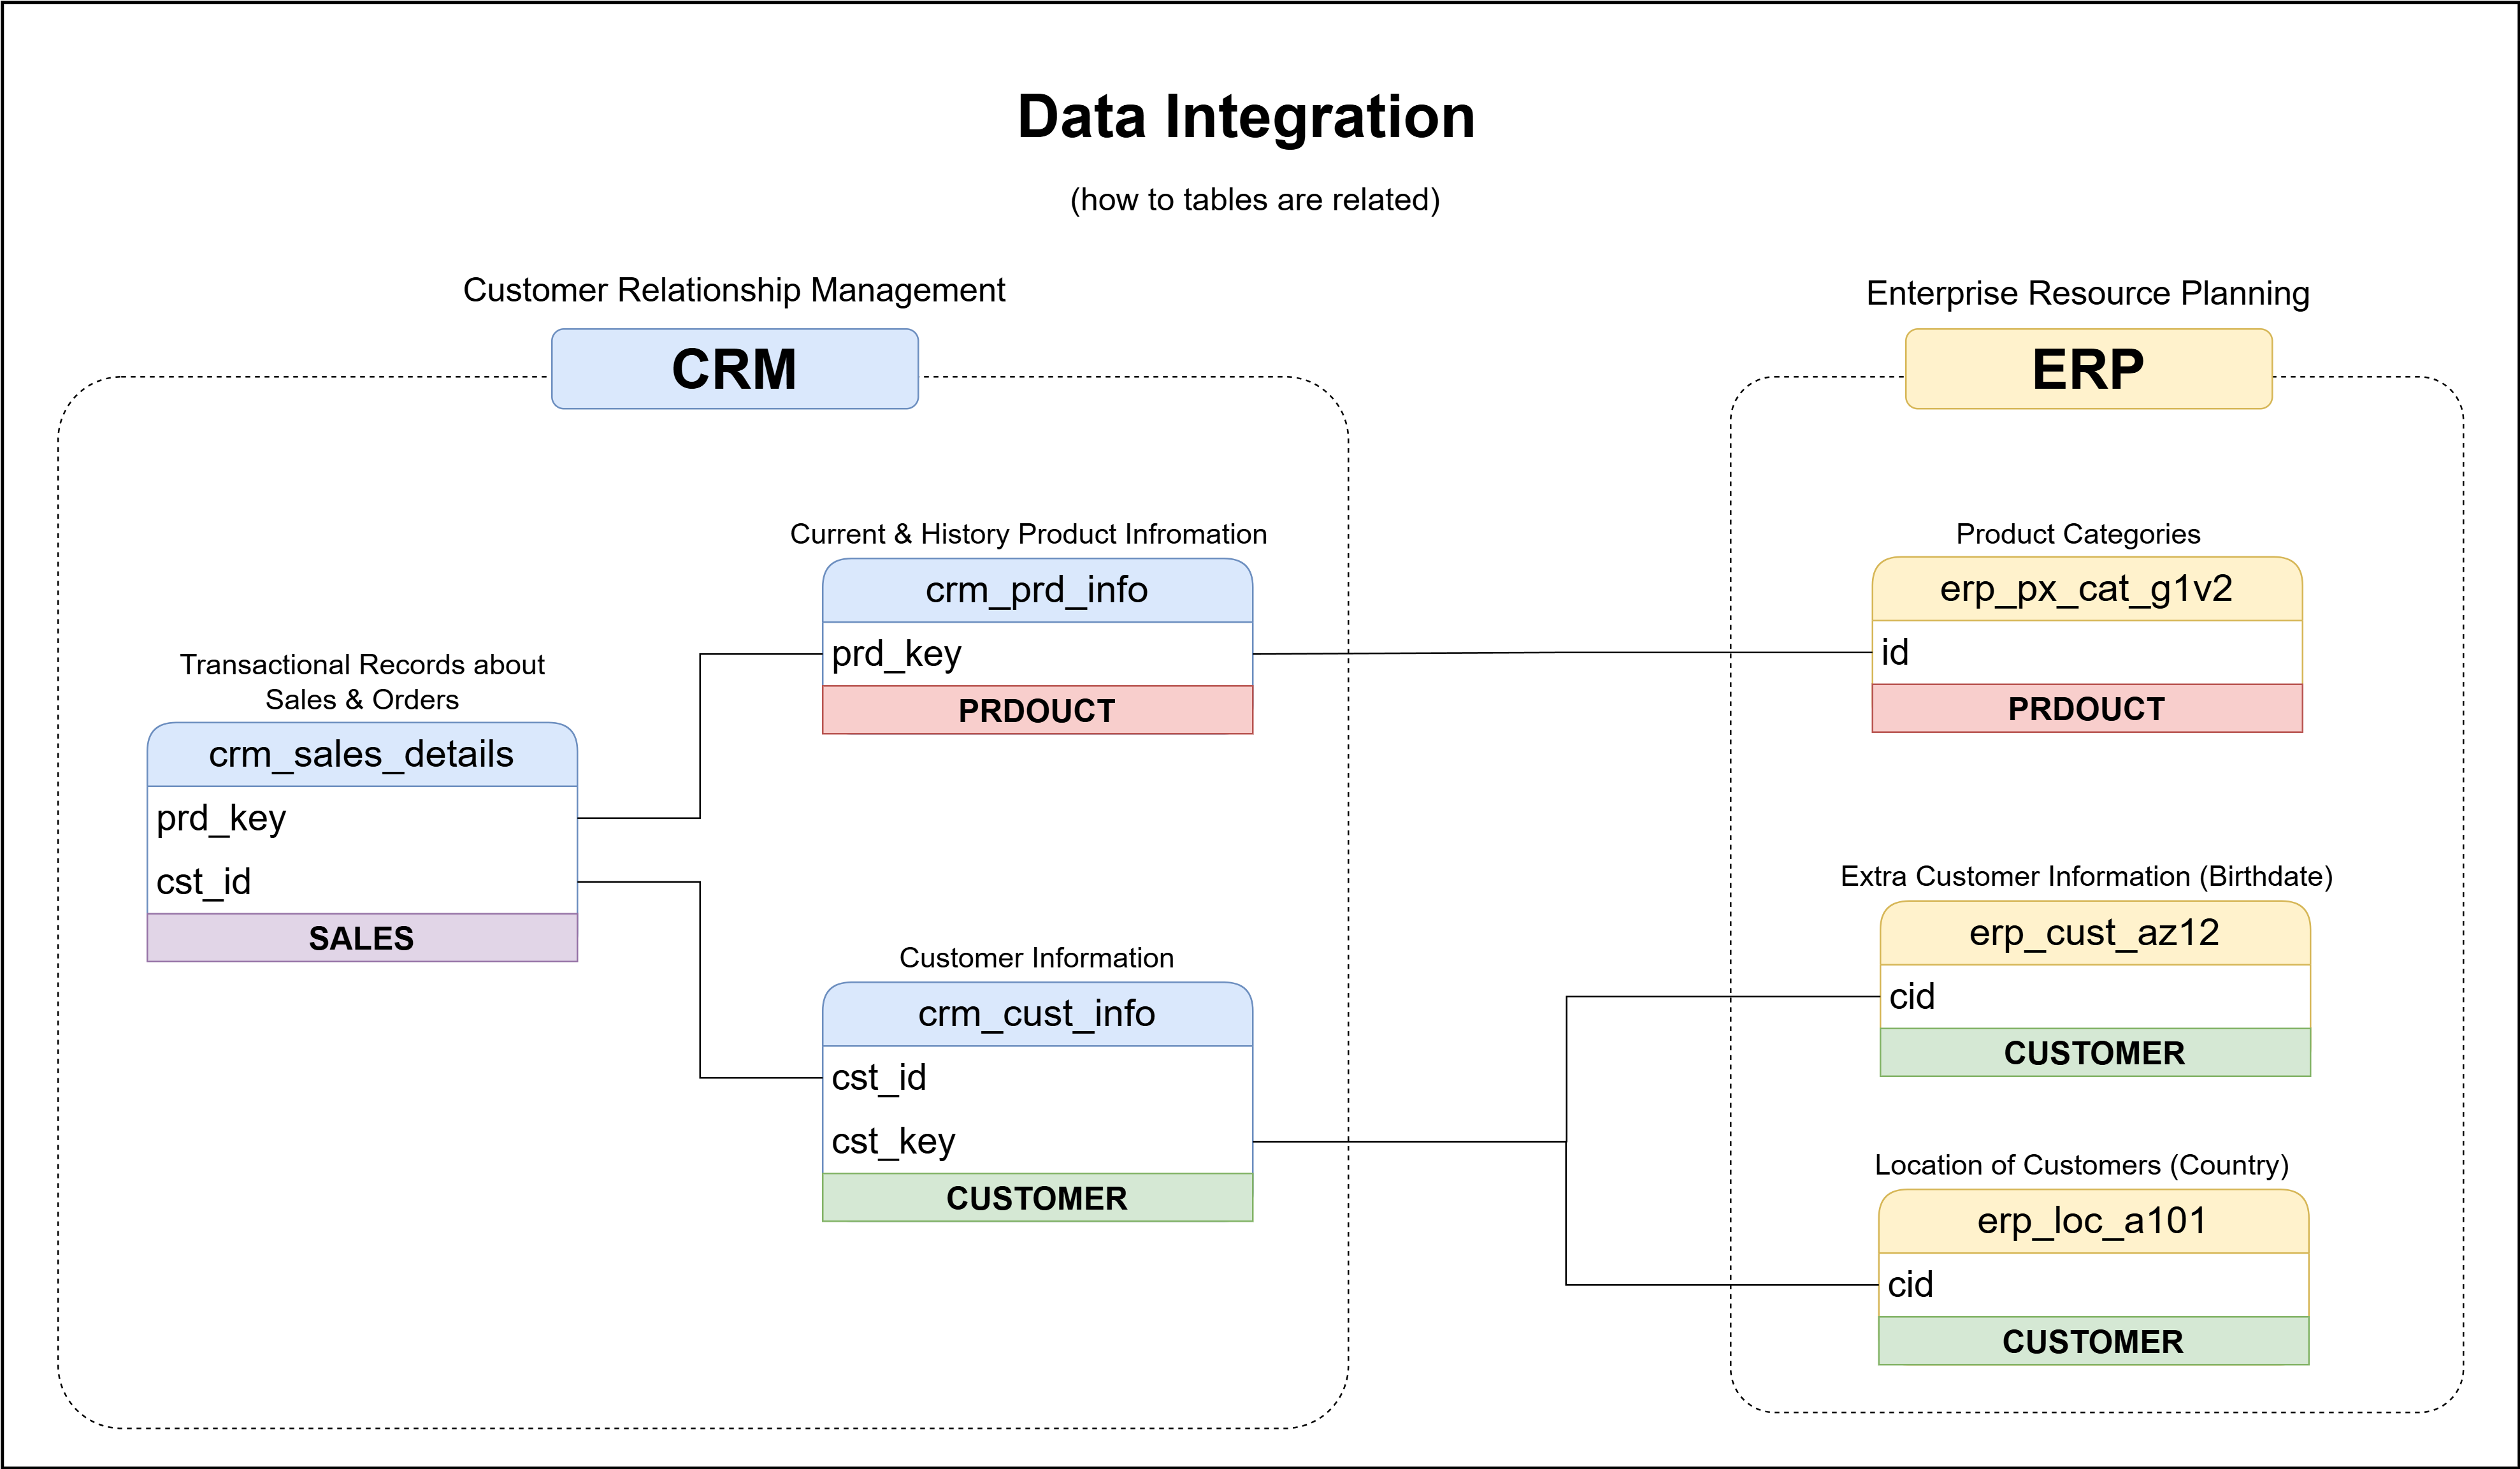 Data Integration
(how to tables are related)
Customer Relationship Management
CRM
Transactional Records about
Sales & Orders
crm_sales_details
prd_key
cst_id
SALES
Current & History Product Infromation
crm_prd_info
prd_key
PRDOUCT
Customer Information
crm_cust_info
cst_id
cst_key
CUSTOMER
Enterprise Resource Planning
ERP
Product Categories
erp_px_cat_g1v2
id
PRDOUCT
Extra Customer Information (Birthdate)
erp_cust_az12
cid
CUSTOMER
Location of Customers (Country)
erp_loc_a101
cid
CUSTOMER